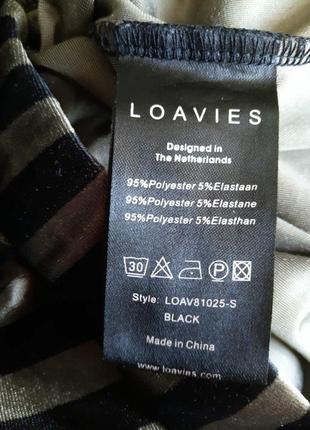 LOAVIES
Designed in
The Netherlands
95%Polyester 5%Elastaan
95%Polyester 5%Elastane
95%Polyester 5%Elasthan
30 P
Style: LOAV81025-S
BLACK
Made in China
www.loavies.com